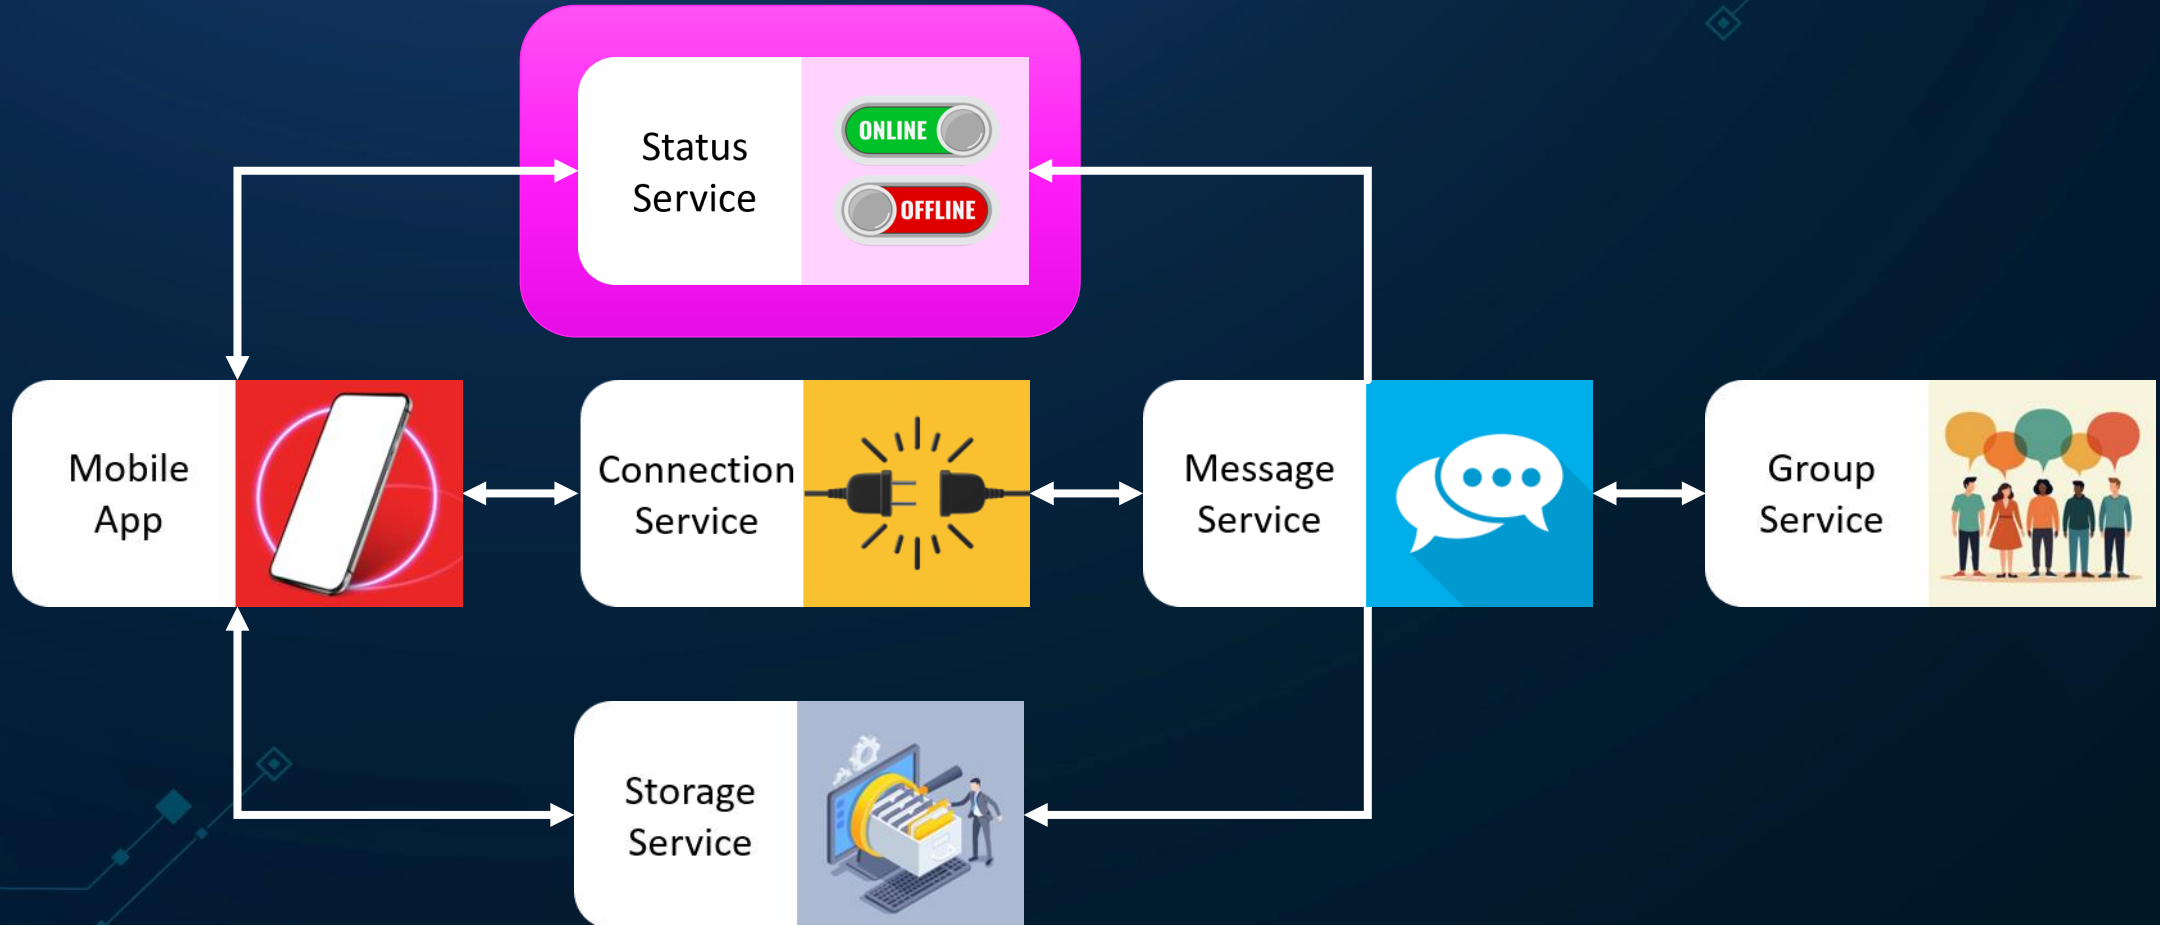 Status
Service
ONLINE
OFFLINE
Mobile
App
Connection
Service
Message
Service
Group
Service
Storage
Service